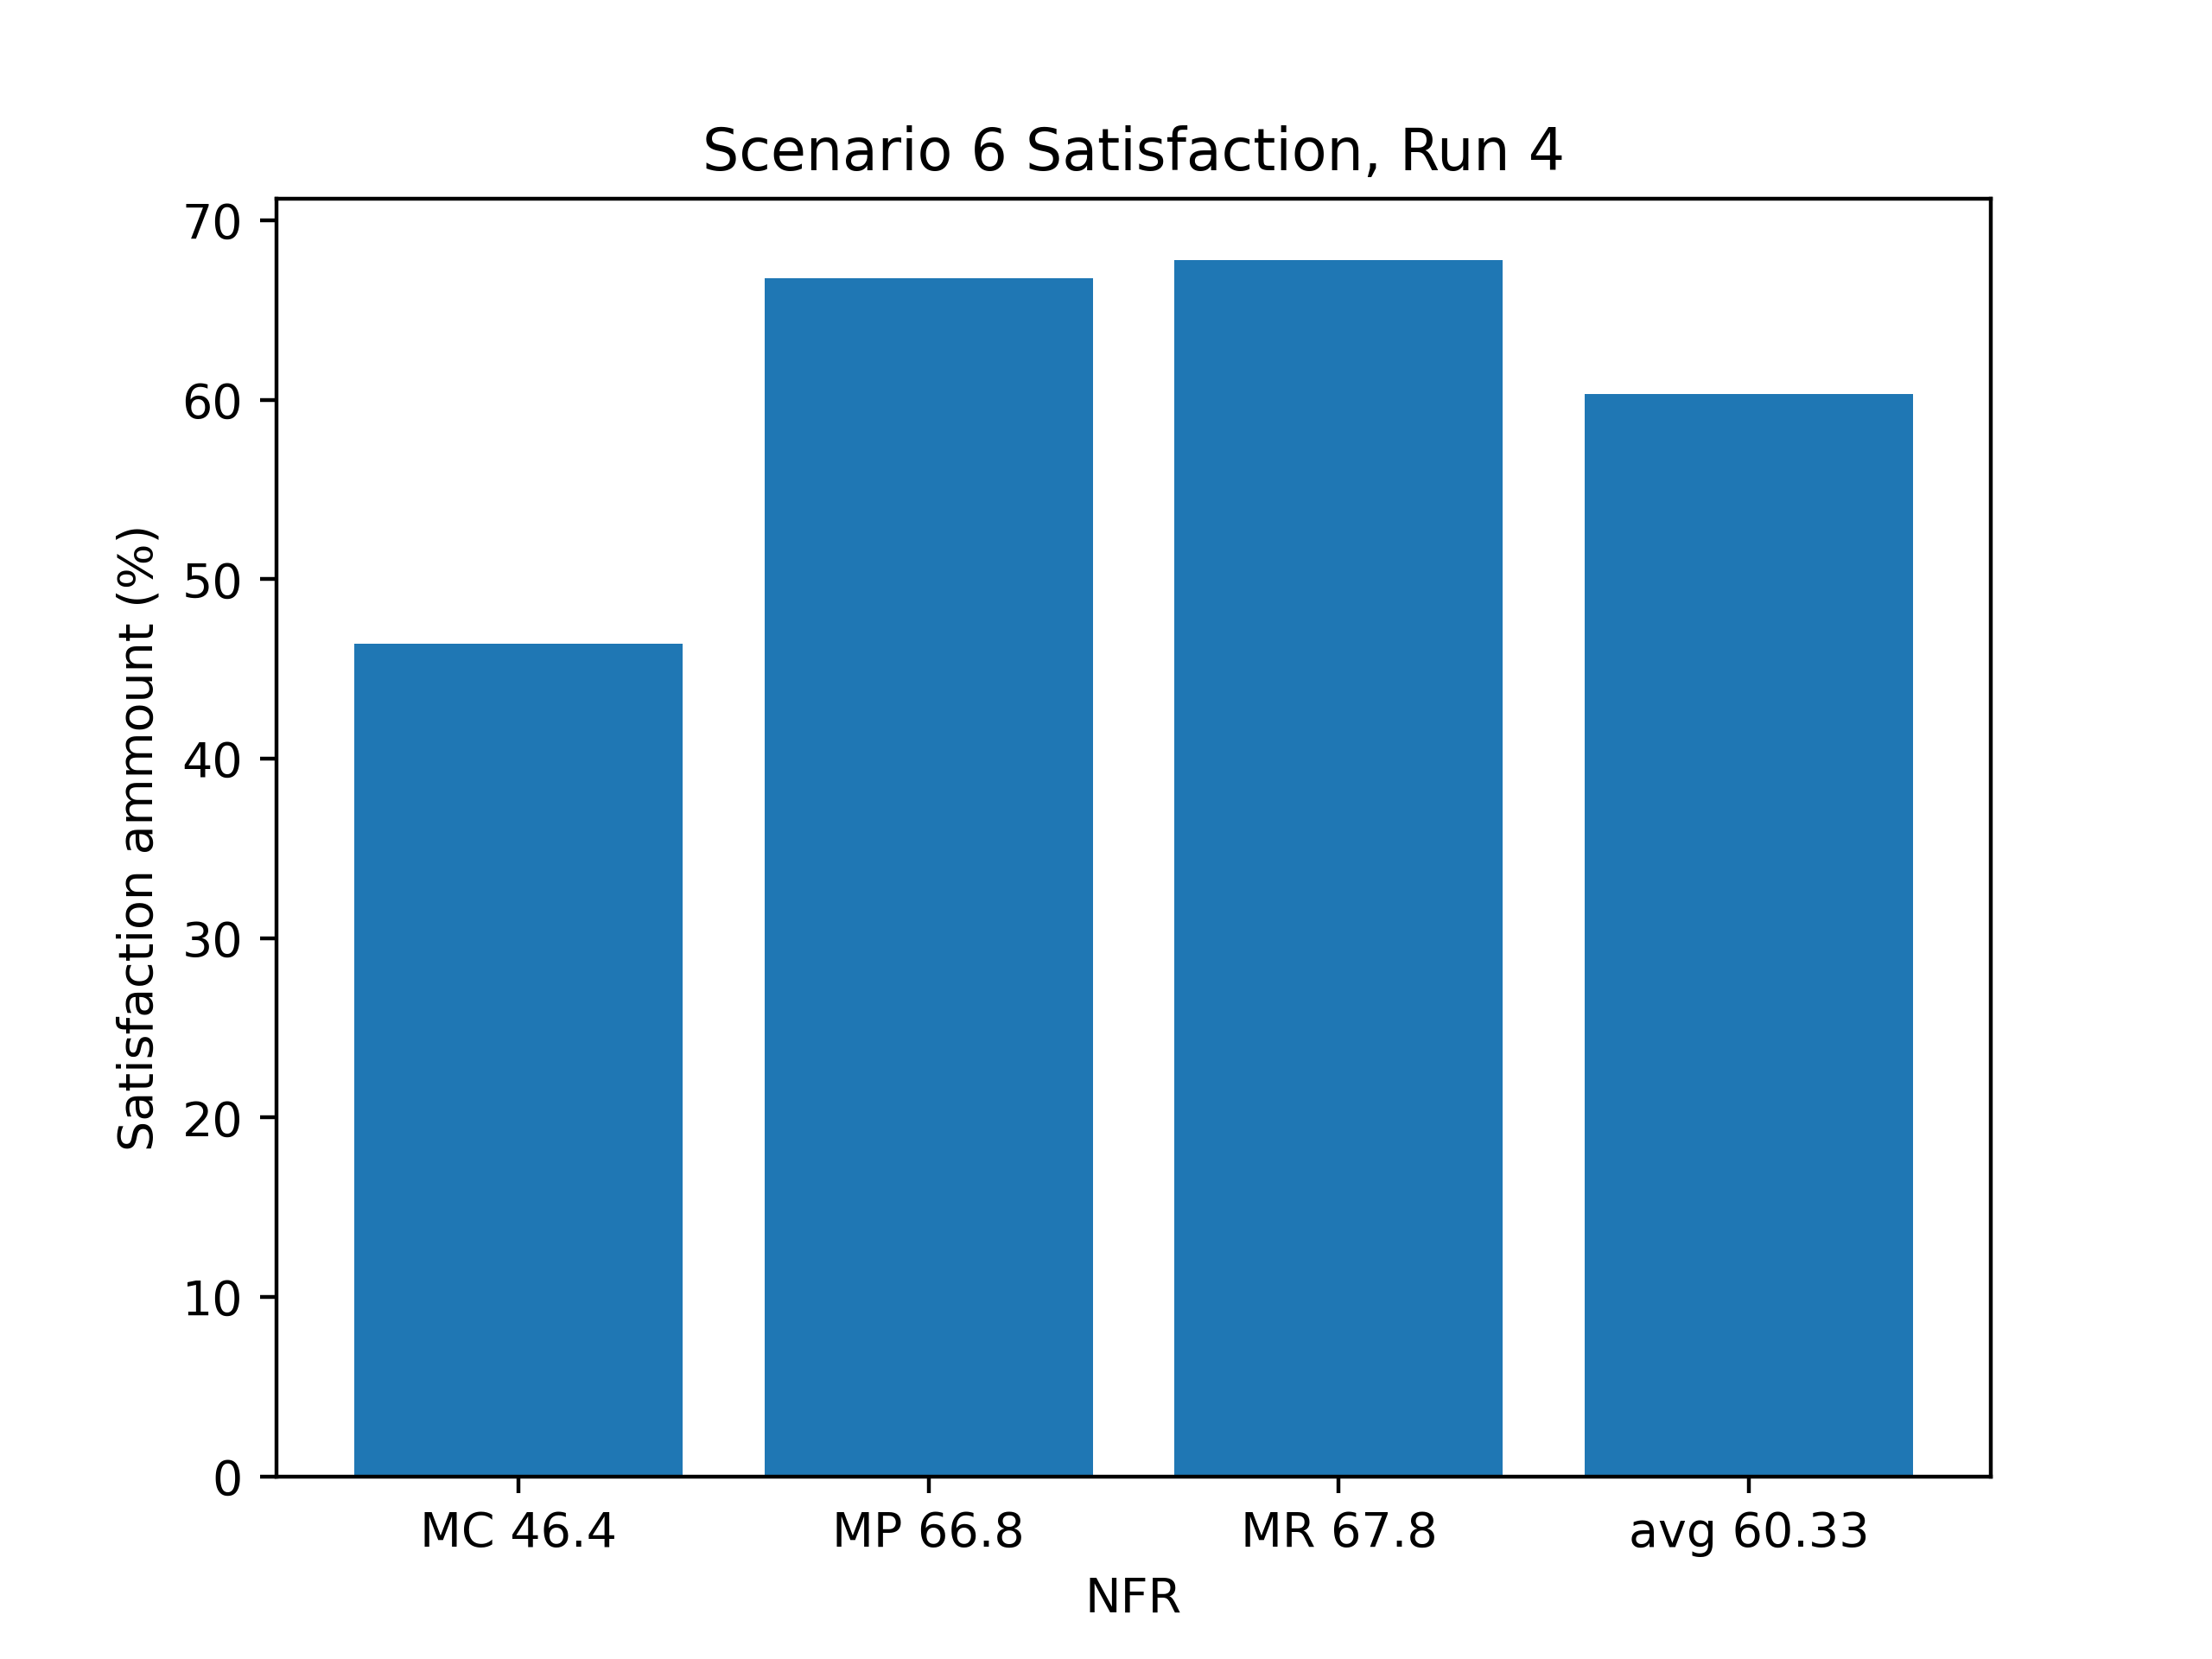 Scenario 6 Satisfaction, Run 4
Satisfaction ammount (%)
70
60
50
40
30
20
10
0
MC 46.4
MP 66.8
MR 67.8
avg 60.33
NFR